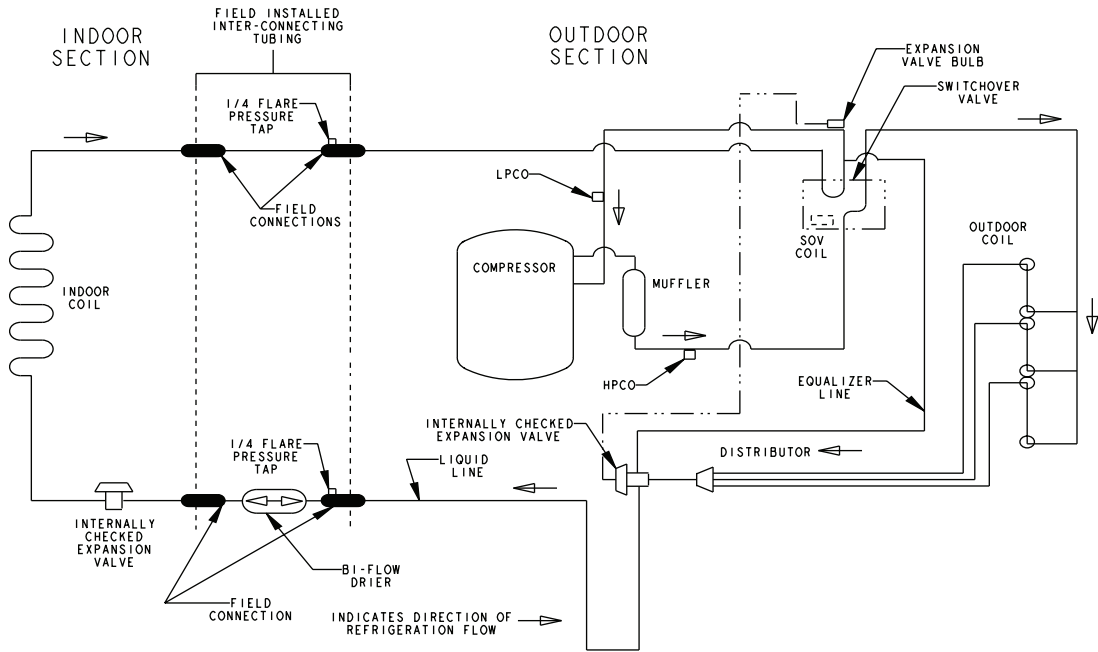 INDOOR
SECTION
FIELD INSTALLED
INTER-CONNECTING
TUBING
OUTDOOR
SECTION
EXPANSION
VALVE BULB
SWITCHOVER
VALVE
1/4 FLARE
PRESSURE
TAP
LPCO
FIELD
CONNECTIONS
SOV
COIL
OUTDOOR
COIL
COMPRESSOR
MUFFLER
INDOOR
COIL
HPCO
EQUALIZER
LINE
INTERNALLY CHECKED
EXPANSION VALVE
1/4 FLARE
PRESSURE
TAP
LIQUID
LINE
DISTRIBUTOR
INTERNALLY
CHECKED
EXPANSION
VALVE
BI-FLOW
DRIER
FIELD
CONNECTION
INDICATES DIRECTION OF
REFRIGERATION FLOW